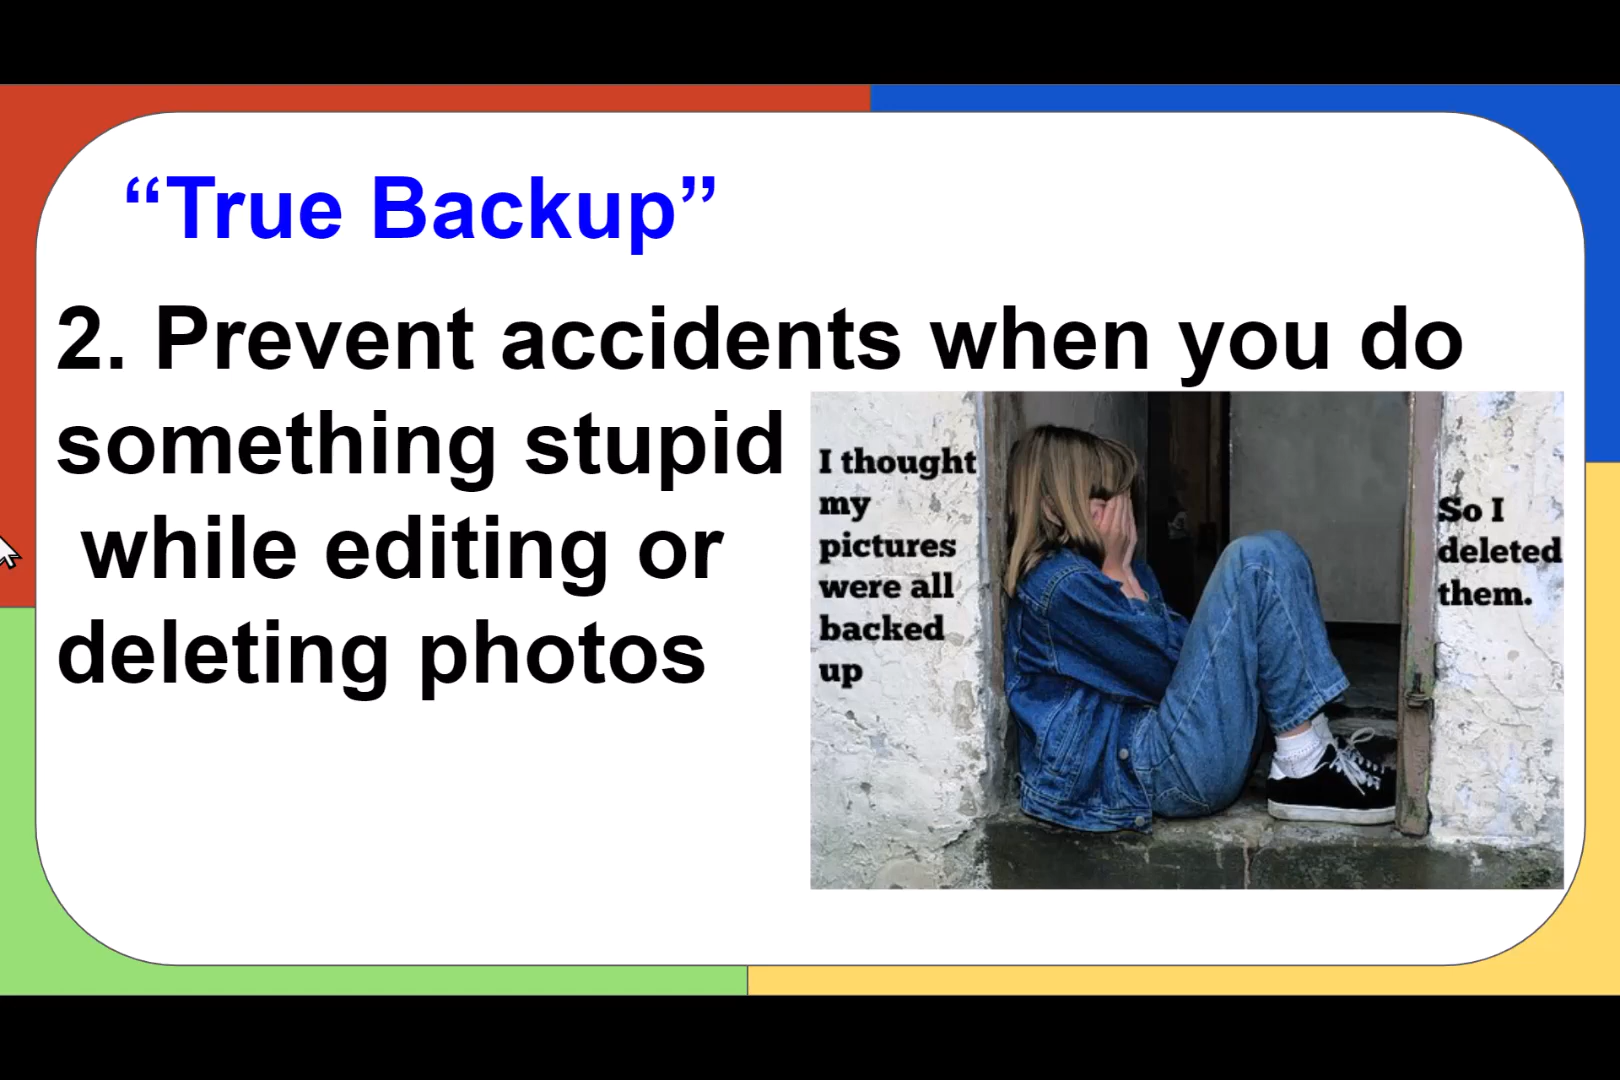 “True Backup”
2. Prevent accidents when you do
something stupid
while editing or
deleting photos
I thought
my
pictures
were all
backed
up
So I
deleted
them.